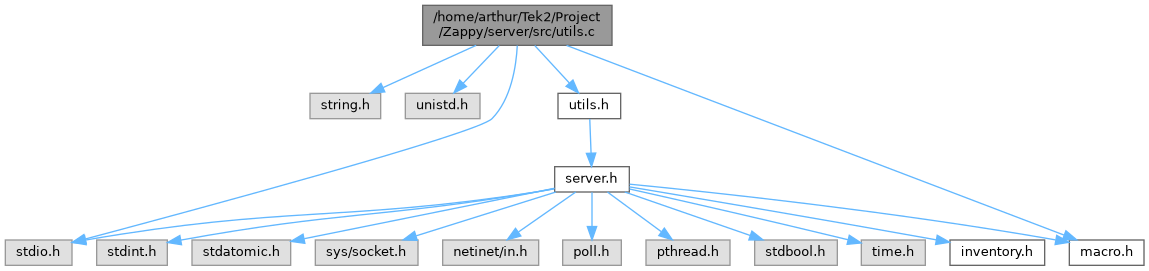 /home/arthur/Tek2/Project
/Zappy/server/src/utils.c
string.h
unistd.h
utils.h
server.h
stdio.h
stdint.h
stdatomic.h
sys/socket.h
netinet/in.h
poll.h
pthread.h
stdbool.h
time.h
inventory.h
macro.h